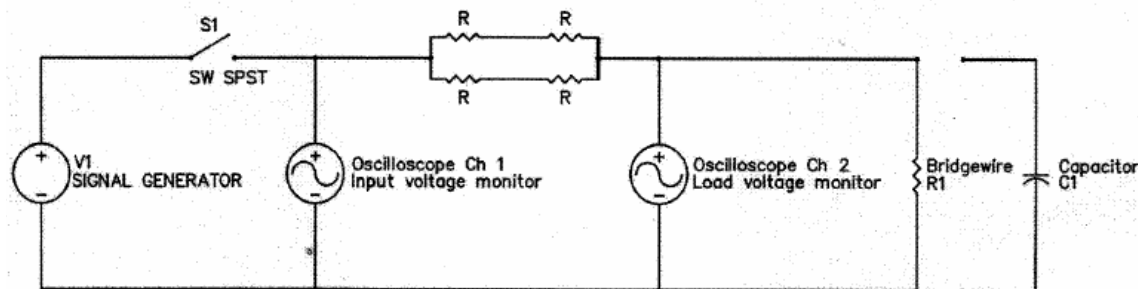 S1
SW SPST
R
R
R
R
+
-
V1
SIGNAL GENERATOR
+
-
Oscilloscope Ch 1
Input voltage monitor
+
-
Oscilloscope Ch 2
Load voltage monitor
Bridgewire
R1
Capacitor
C1